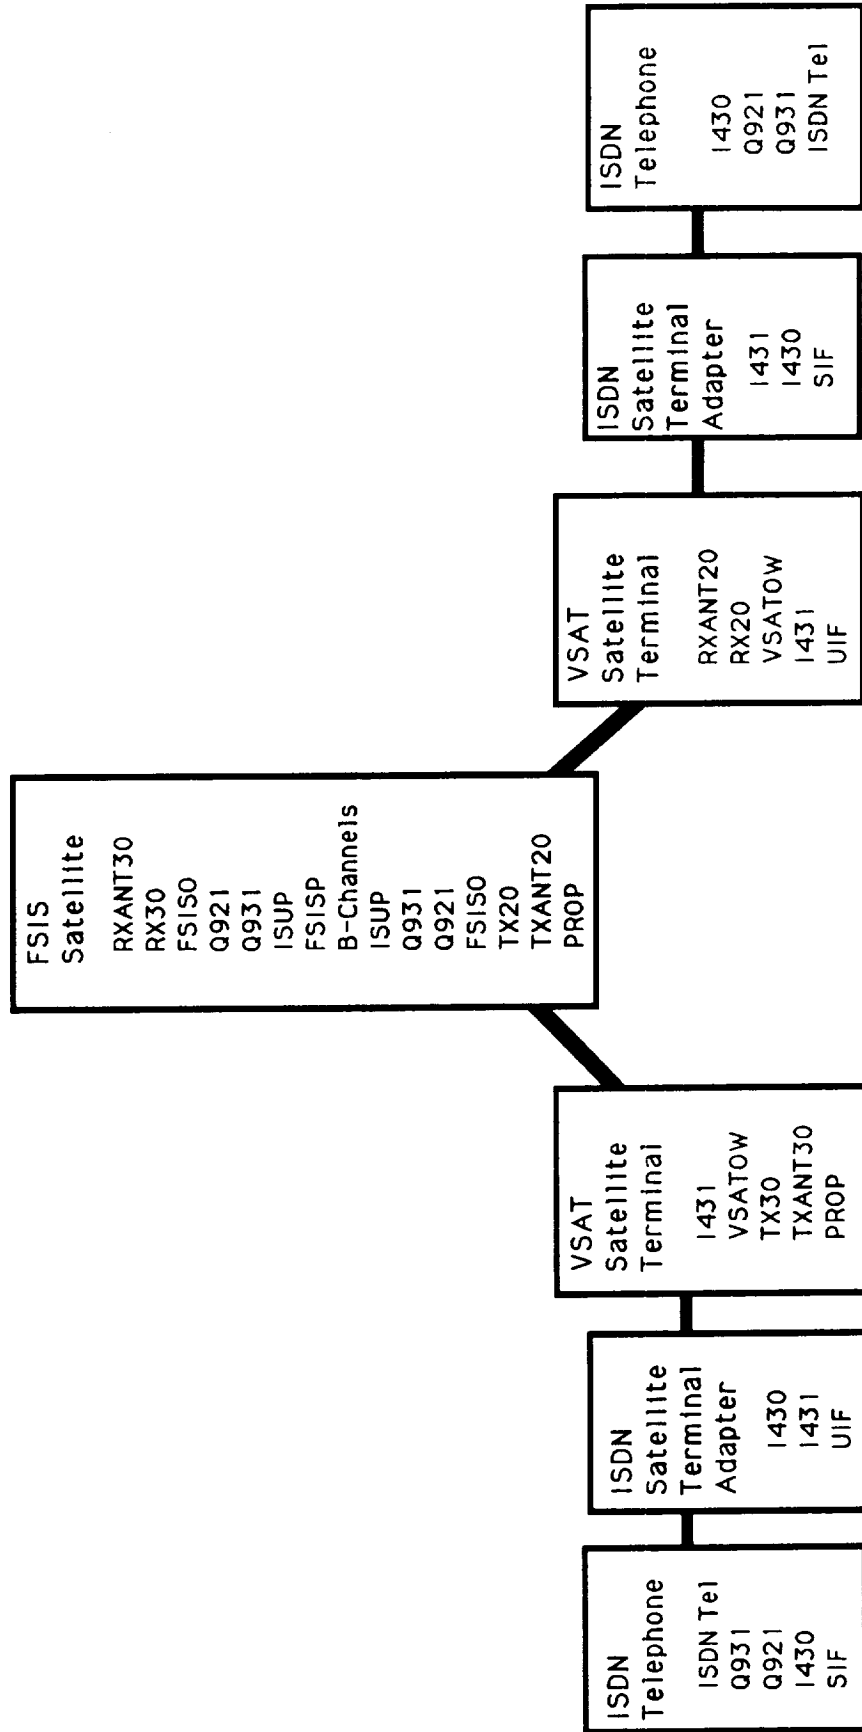 ISDN
Telephone
ISDN Tel
Q931
Q921
I430
SIF
ISDN
Satellite
Terminal
Adapter
I430
I431
UIF
VSAT
Satellite
Terminal
I431
VSATOW
TX30
TXANT30
PROP
FSIS
Satellite
RXANT30
RX30
FSISO
Q921
Q931
ISUP
FSISP
B-Channels
ISUP
Q931
Q921
FSISO
TX20
TXANT20
PROP
VSAT
Satellite
Terminal
RXANT20
RX20
VSATOW
I431
UIF
ISDN
Satellite
Terminal
Adapter
I431
I430
SIF
ISDN
Telephone
I430
Q921
Q931
ISDN Tel